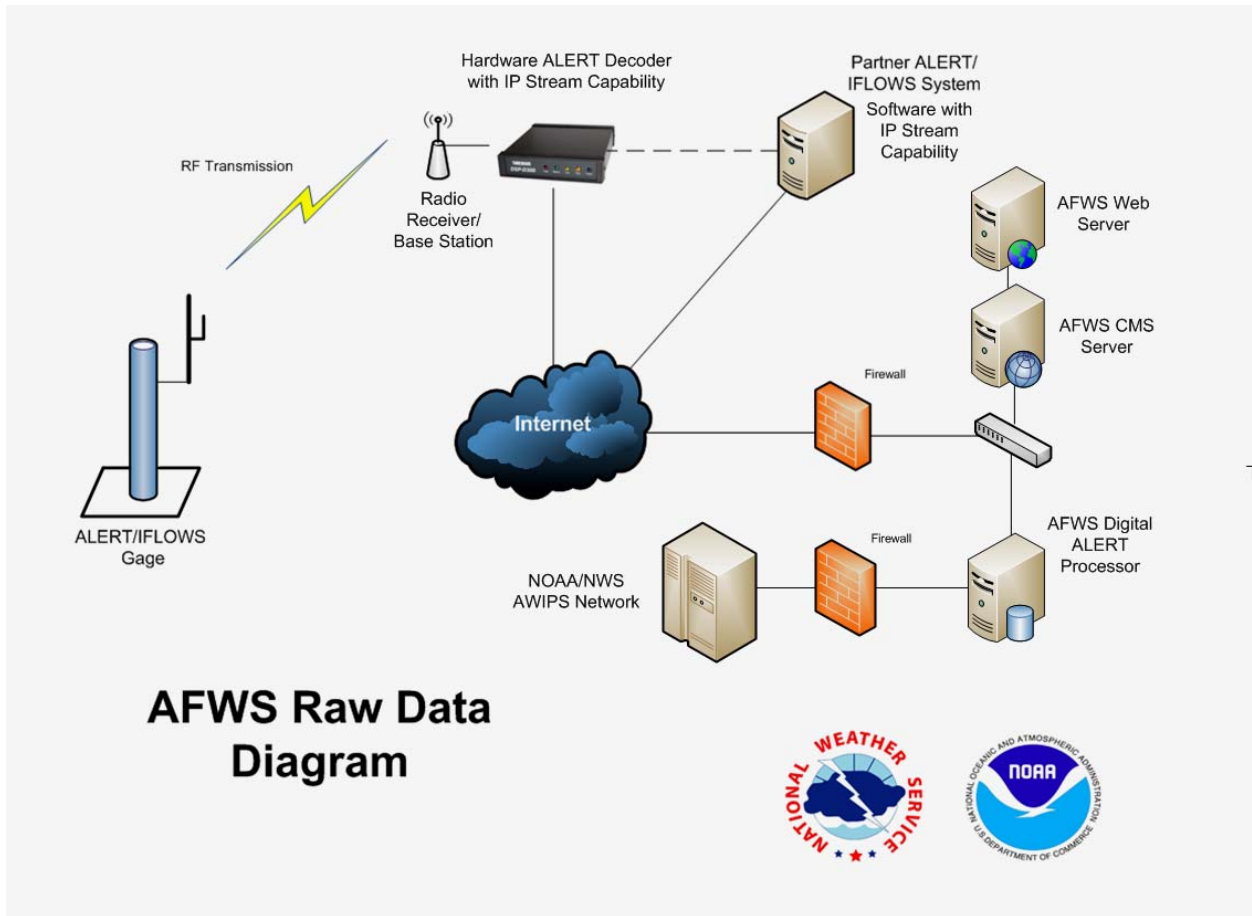 Hardware ALERT Decoder
with IP Stream Capability
Partner ALERT/
IFLOWS System
Software with
IP Stream
Capability
RF Transmission
Radio
Receiver/
Base Station
AFWS Web
Server
AFWS CMS
Server
Firewall
Internet
ALERT/IFLOWS
Gage
Firewall
AFWS Digital
ALERT
Processor
NOAA/NWS
AWIPS Network
AFWS Raw Data
Diagram
NATIONAL WEATHER SERVICE
NATIONAL OCEANIC AND ATMOSPHERIC ADMINISTRATION
NOAA
U.S. DEPARTMENT OF COMMERCE